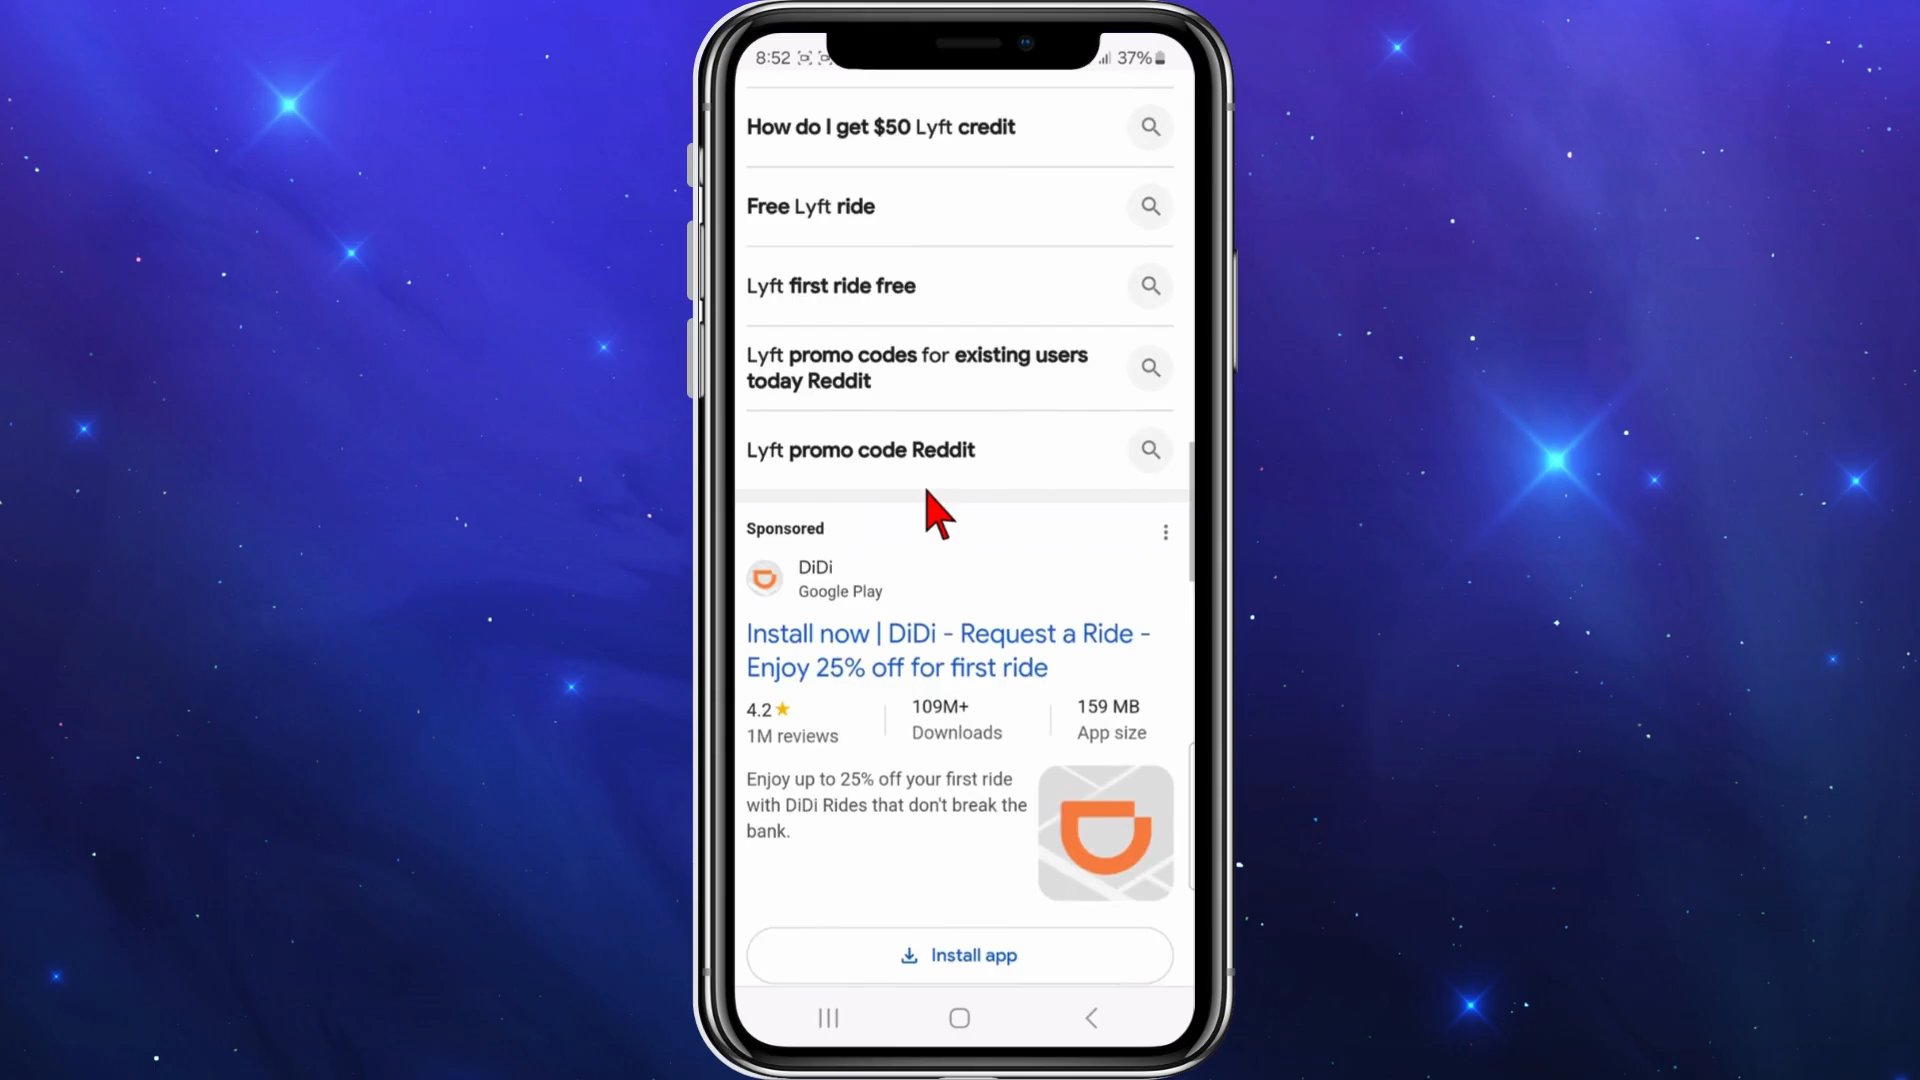 8:52
37%
How do I get $50 Lyft credit
Free Lyft ride
Lyft first ride free
Lyft promo codes for existing users
today Reddit
Lyft promo code Reddit
Sponsored
DiDi
Google Play
Install now | DiDi - Request a Ride -
Enjoy 25% off for first ride
4.2★ 109M+ 159 MB
1M reviews Downloads App size
Enjoy up to 25% off your first ride
with DiDi Rides that don't break the
bank.
Install app